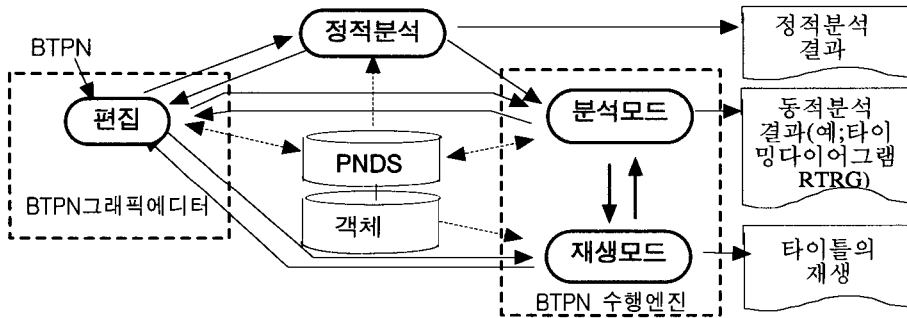 BTPN
정적분석
정적분석
결과
편집
분석모드
동적분석
결과(예;타이
밍다이어그램
RTRG)
PNDS
BTPN그래픽에디터
객체
재생모드
타이틀의
재생
BTPN 수행엔진